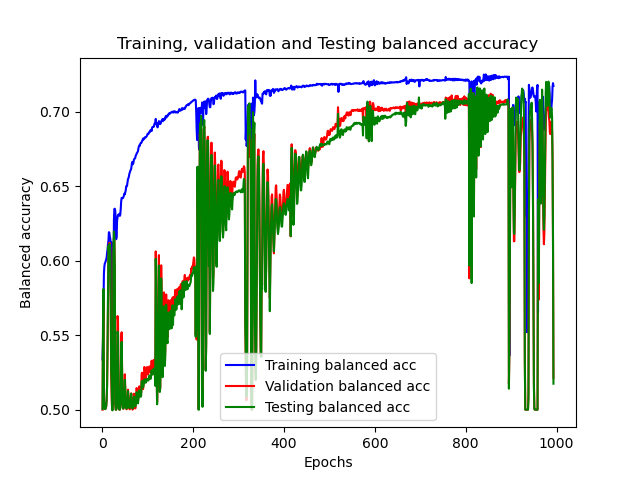 Training, validation and Testing balanced accuracy
Balanced accuracy
0.70
0.65
0.60
0.55
0.50
Training balanced acc
Validation balanced acc
Testing balanced acc
0 200 400 600 800 1000
Epochs